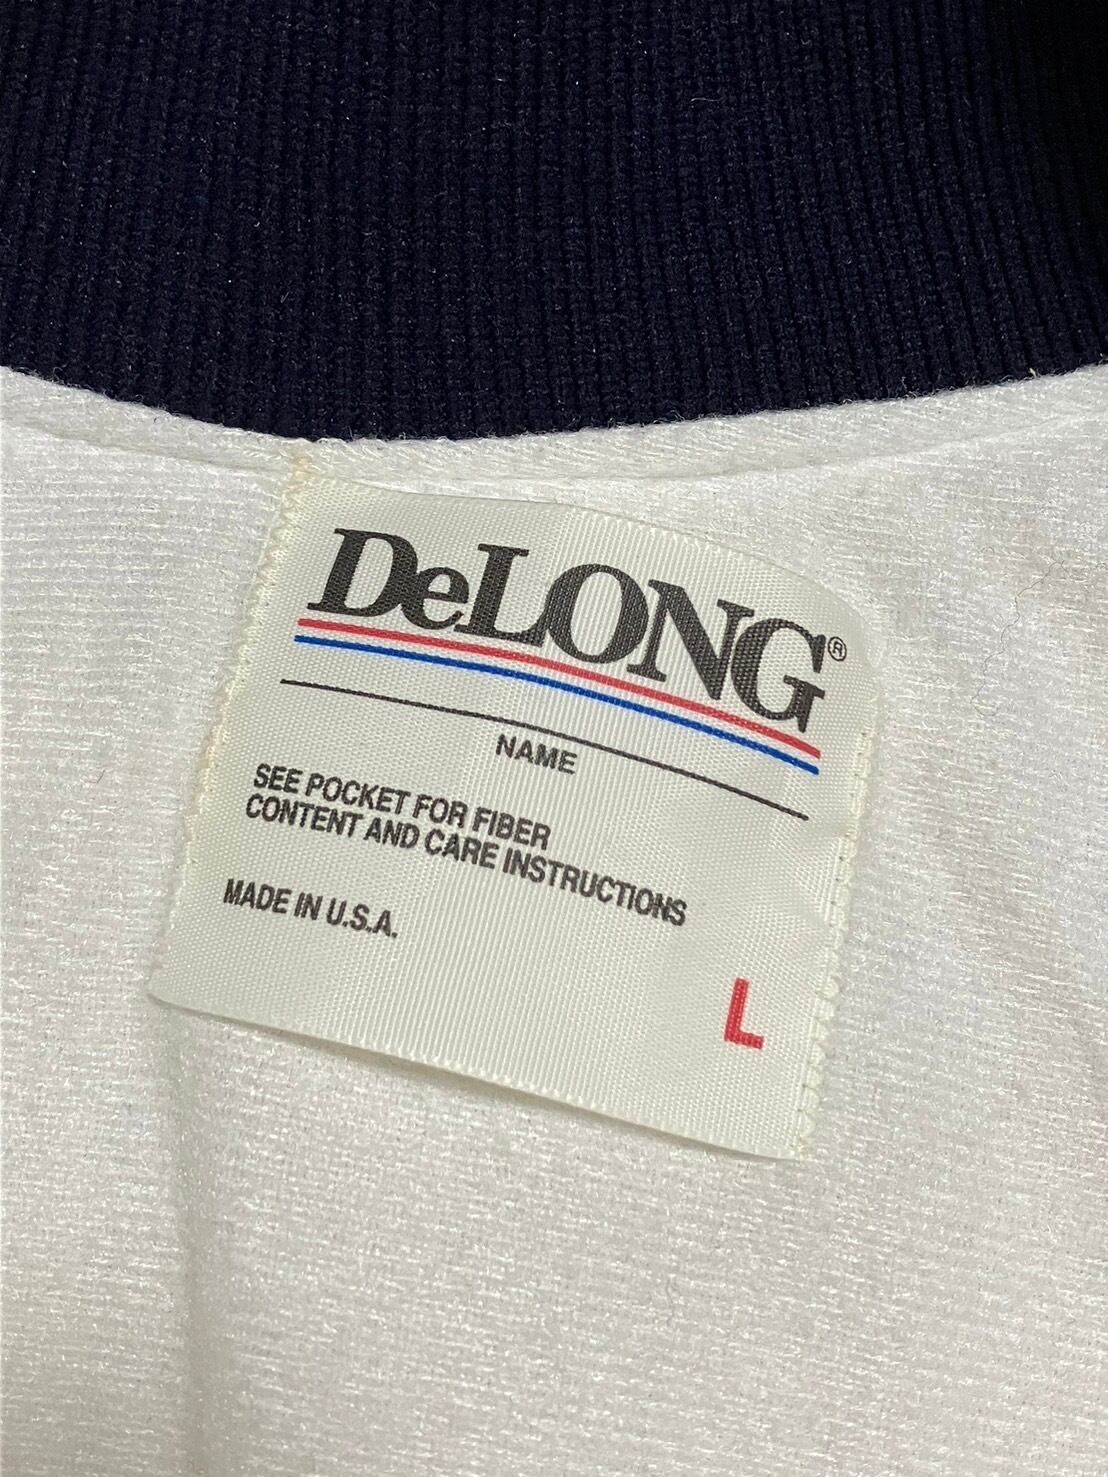 DeLONG®
NAME
SEE POCKET FOR FIBER
CONTENT AND CARE INSTRUCTIONS
MADE IN U.S.A.
L